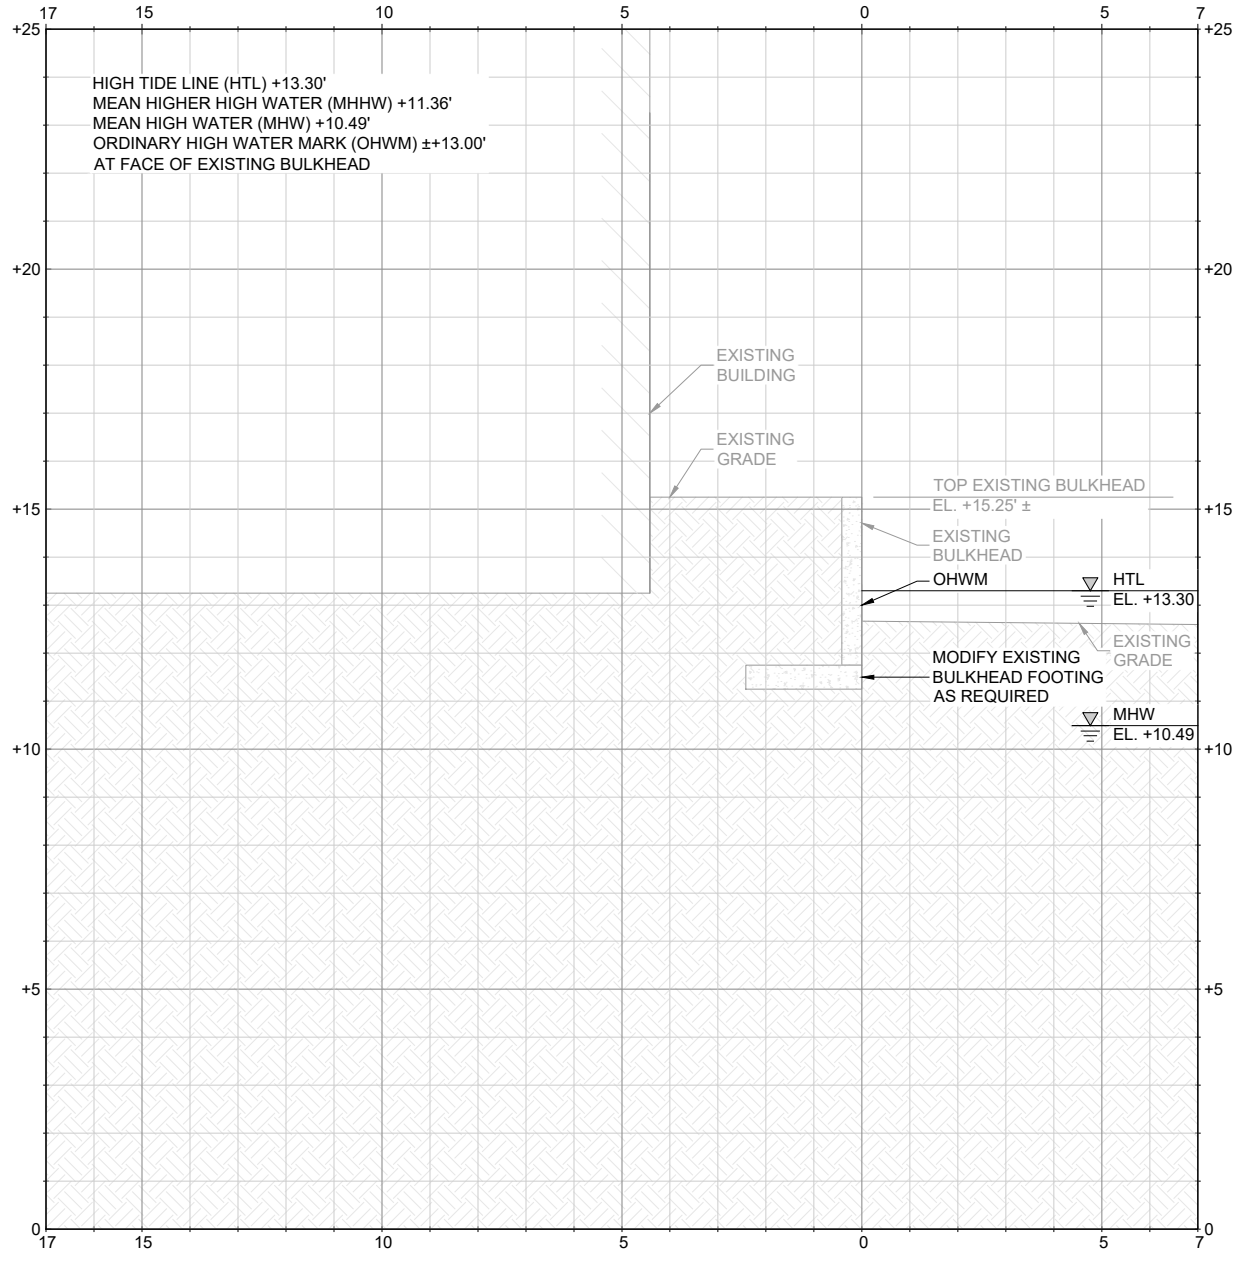 17 15 10 5 0 5 7
+25 +25
HIGH TIDE LINE (HTL) +13.30'
MEAN HIGHER HIGH WATER (MHHW) +11.36'
MEAN HIGH WATER (MHW) +10.49'
ORDINARY HIGH WATER MARK (OHWM) ±+13.00'
AT FACE OF EXISTING BULKHEAD
+20 +20
EXISTING
BUILDING
EXISTING
GRADE
TOP EXISTING BULKHEAD
EL. +15.25' ±
+15 +15
EXISTING
BULKHEAD
OHWM
HTL
EL. +13.30
EXISTING
GRADE
MODIFY EXISTING
BULKHEAD FOOTING
AS REQUIRED
MHW
EL. +10.49
+10 +10
+5 +5
0 0
17 15 10 5 0 5 7